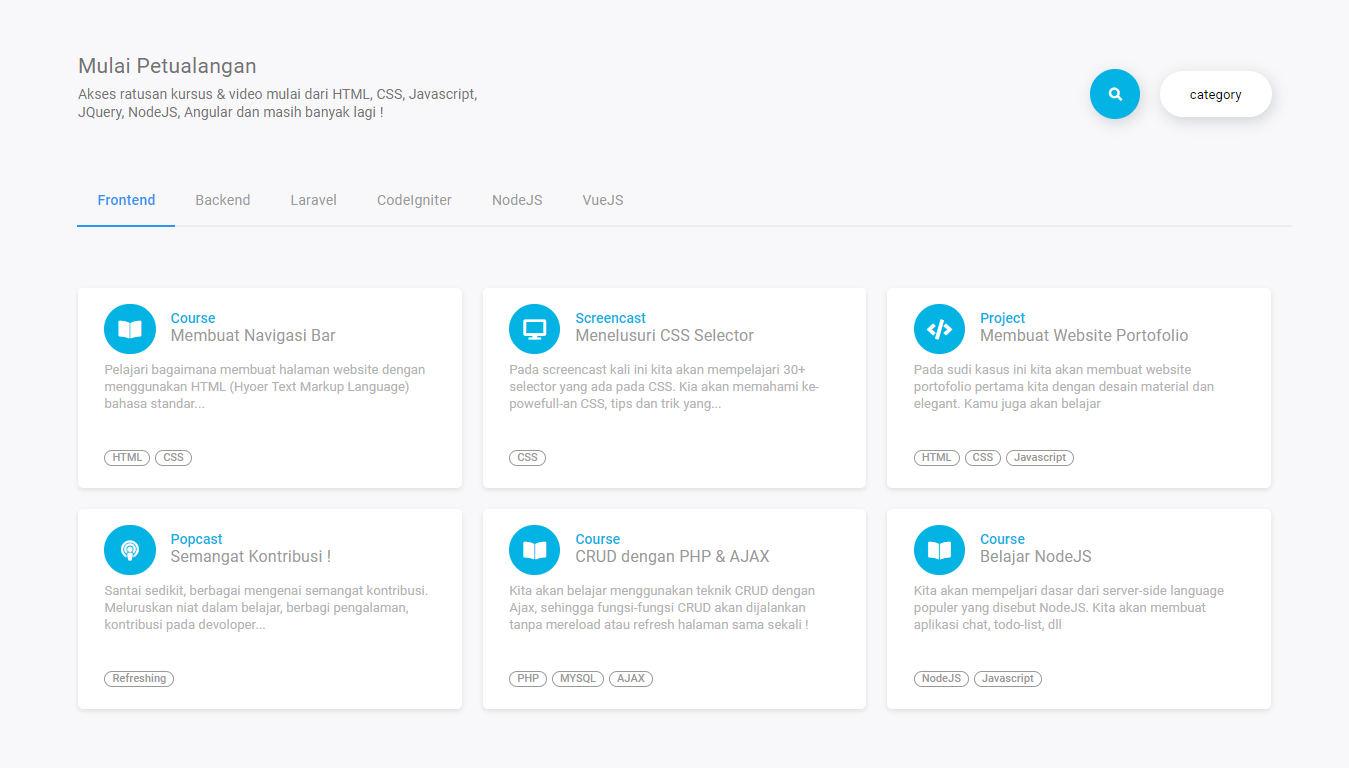 Mulai Petualangan
Akses ratusan kursus & video mulai dari HTML, CSS, Javascript,
JQuery, NodeJS, Angular dan masih banyak lagi !
category
Frontend Backend Laravel CodeIgniter NodeJS VueJS
Course
Membuat Navigasi Bar
Pelajari bagaimana membuat halaman website dengan
menggunakan HTML (Hyoer Text Markup Language)
bahasa standar...
HTML CSS
Screencast
Menelusuri CSS Selector
Pada screencast kali ini kita akan mempelajari 30+
selector yang ada pada CSS. Kia akan memahami ke-
powefull-an CSS, tips dan trik yang...
CSS
Project
Membuat Website Portofolio
Pada sudi kasus ini kita akan membuat website
portofolio pertama kita dengan desain material dan
elegant. Kamu juga akan belajar
HTML CSS Javascript
Popcast
Semangat Kontribusi !
Santai sedikit, berbagai mengenai semangat kontribusi.
Meluruskan niat dalam belajar, berbagi pengalaman,
kontribusi pada devoloper...
Refreshing
Course
CRUD dengan PHP & AJAX
Kita akan belajar menggunakan teknik CRUD dengan
Ajax, sehingga fungsi-fungsi CRUD akan dijalankan
tanpa mereload atau refresh halaman sama sekali !
PHP MYSQL AJAX
Course
Belajar NodeJS
Kita akan mempeljari dasar dari server-side language
populer yang disebut NodeJS. Kita akan membuat
aplikasi chat, todo-list, dll
NodeJS Javascript